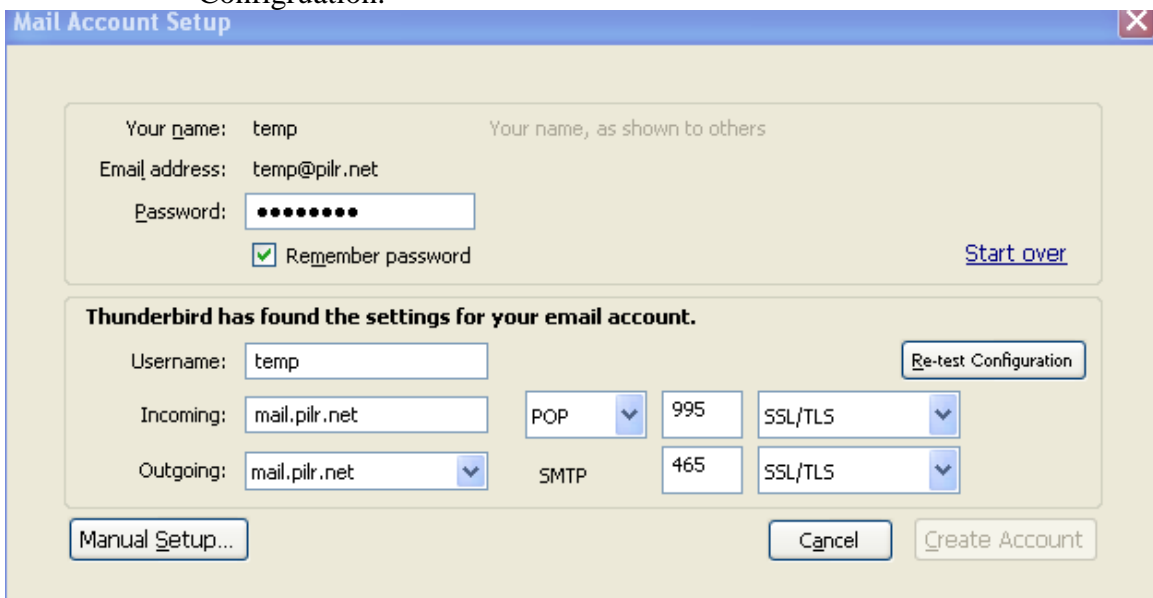 Configruation.
Mail Account Setup
Your name: temp Your name, as shown to others
Email address: temp@pilr.net
Password: ●●●●●●●●
Remember password Start over
Thunderbird has found the settings for your email account.
Username: temp Re-test Configuration
Incoming: mail.pilr.net POP 995 SSL/TLS
Outgoing: mail.pilr.net SMTP 465 SSL/TLS
Manual Setup... Cancel Create Account